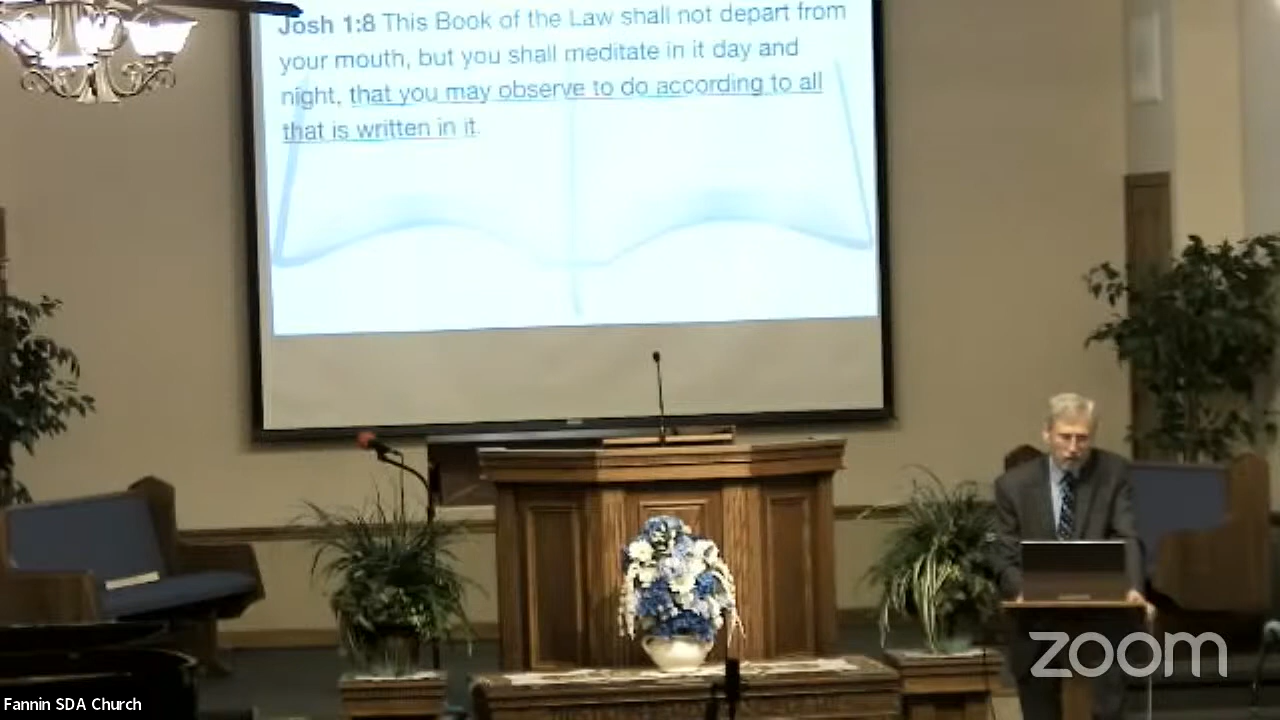 Josh 1:8 This Book of the Law shall not depart from
your mouth, but you shall meditate in it day and
night, that you may observe to do according to all
that is written in it.
zoom
Fannin SDA Church